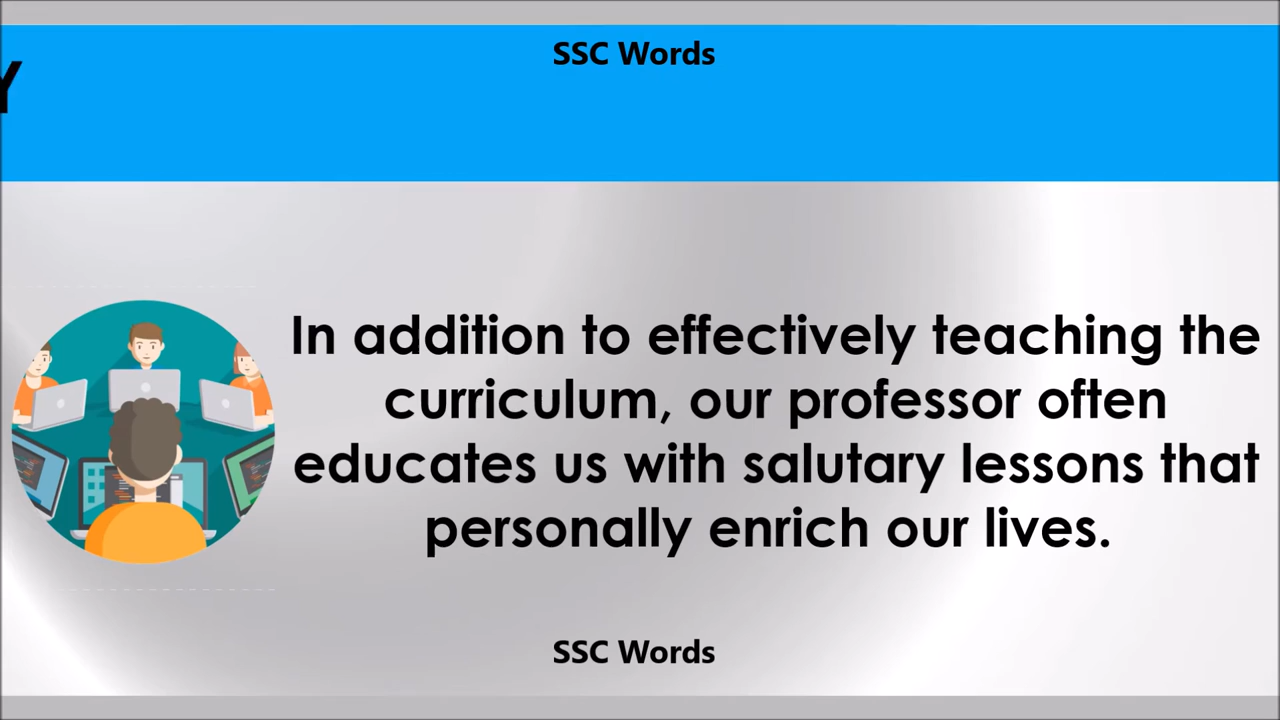 SSC Words
Y
In addition to effectively teaching the
curriculum, our professor often
educates us with salutary lessons that
personally enrich our lives.
SSC Words